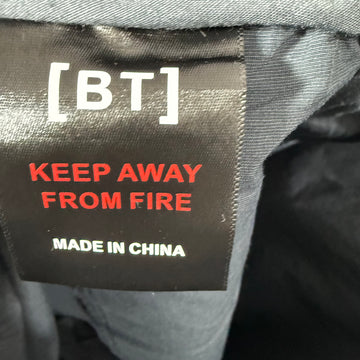 [BT]
KEEP AWAY
FROM FIRE
MADE IN CHINA